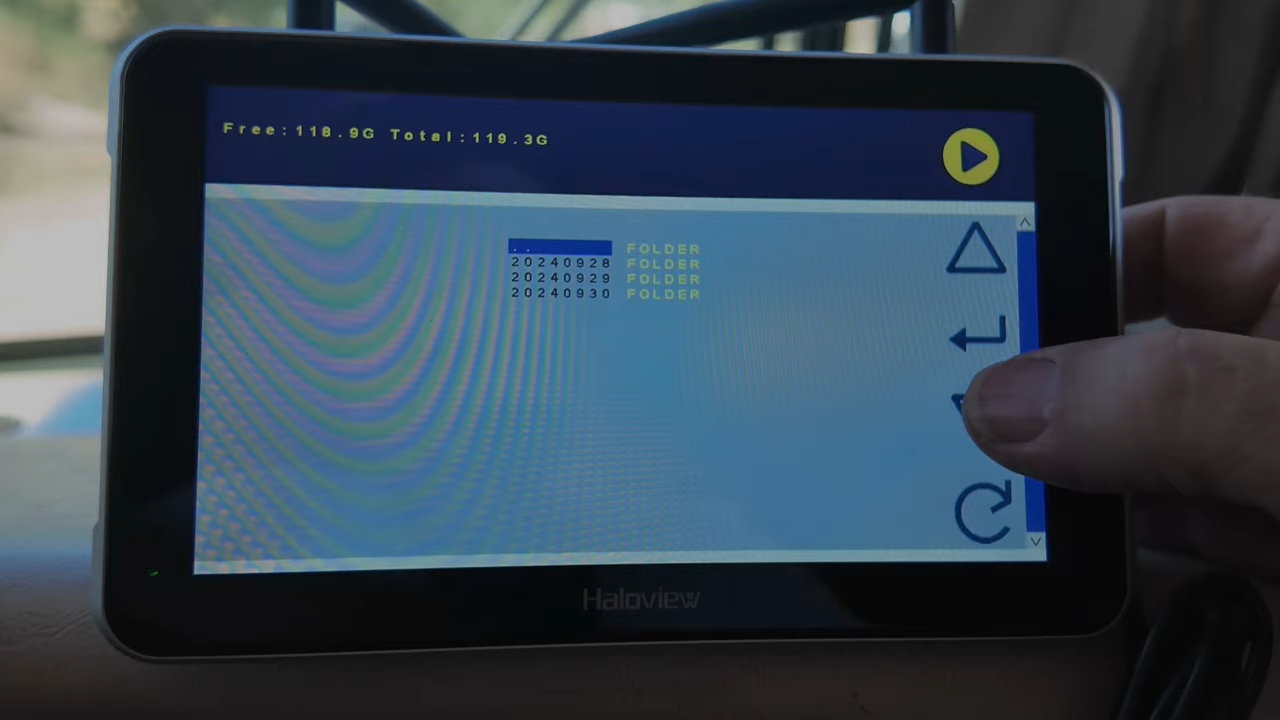 Free:118.9G Total:119.3G
.. FOLDER
20240928 FOLDER
20240929 FOLDER
20240930 FOLDER
Haloview